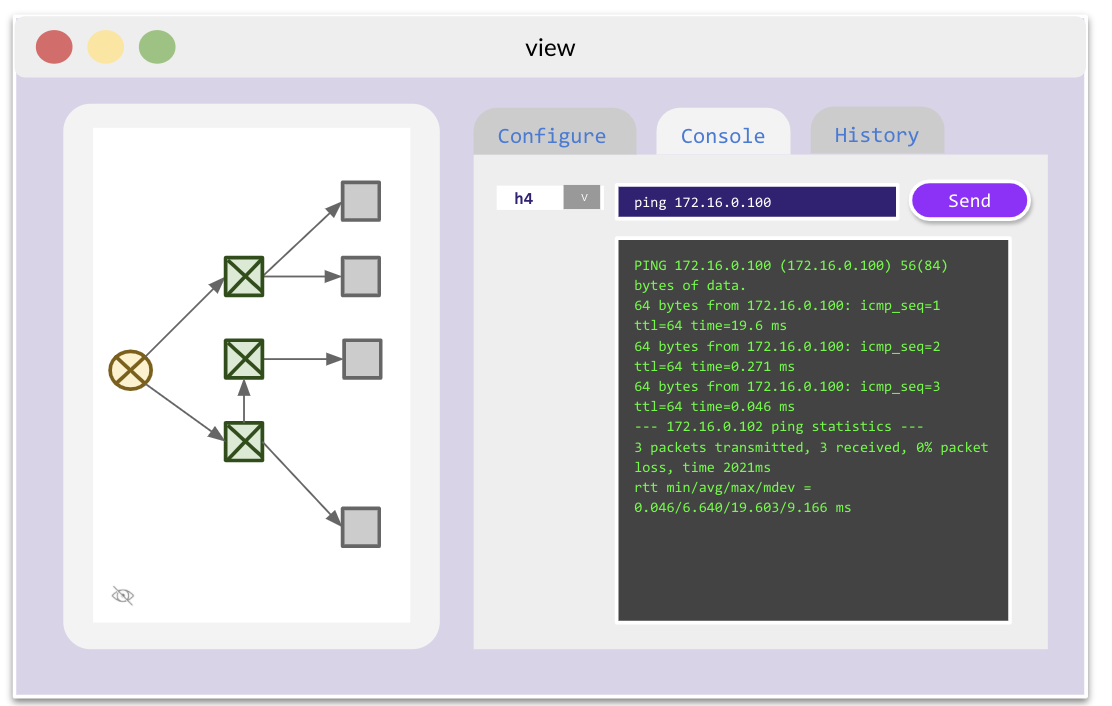 view
Configure
Console
History
h4
v
ping 172.16.0.100
Send
PING 172.16.0.100 (172.16.0.100) 56(84)
bytes of data.
64 bytes from 172.16.0.100: icmp_seq=1
ttl=64 time=19.6 ms
64 bytes from 172.16.0.100: icmp_seq=2
ttl=64 time=0.271 ms
64 bytes from 172.16.0.100: icmp_seq=3
ttl=64 time=0.046 ms
--- 172.16.0.102 ping statistics ---
3 packets transmitted, 3 received, 0% packet
loss, time 2021ms
rtt min/avg/max/mdev =
0.046/6.640/19.603/9.166 ms